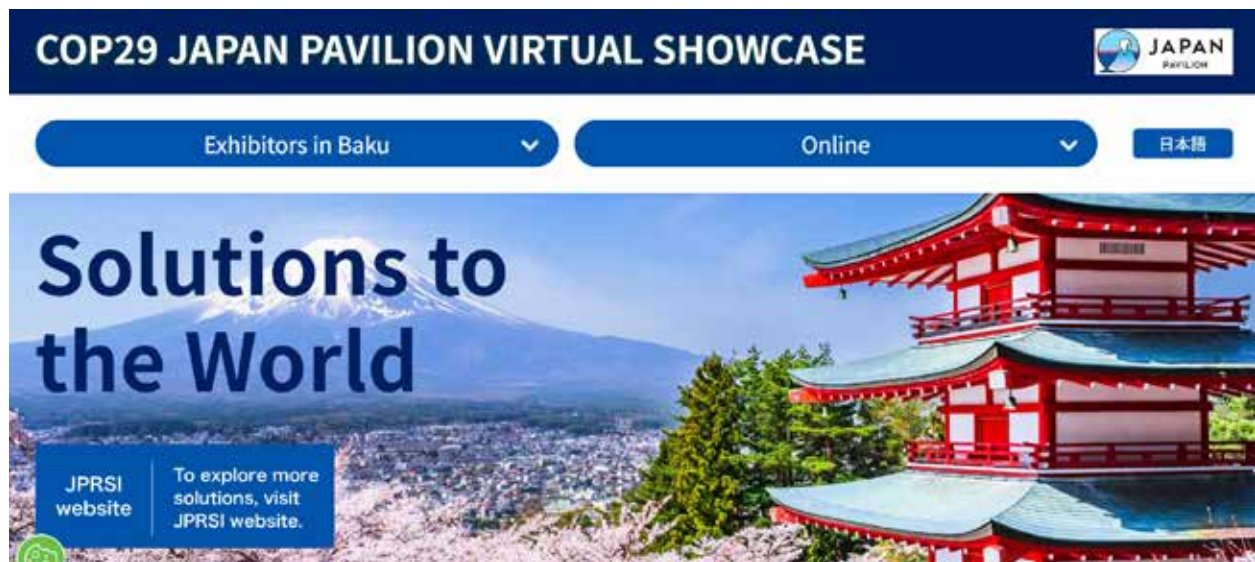 COP29 JAPAN PAVILION VIRTUAL SHOWCASE
JAPAN
PAVILION
Exhibitors in Baku
Online
日本語
Solutions to
the World
JPRSI
website
To explore more
solutions, visit
JPRSI website.